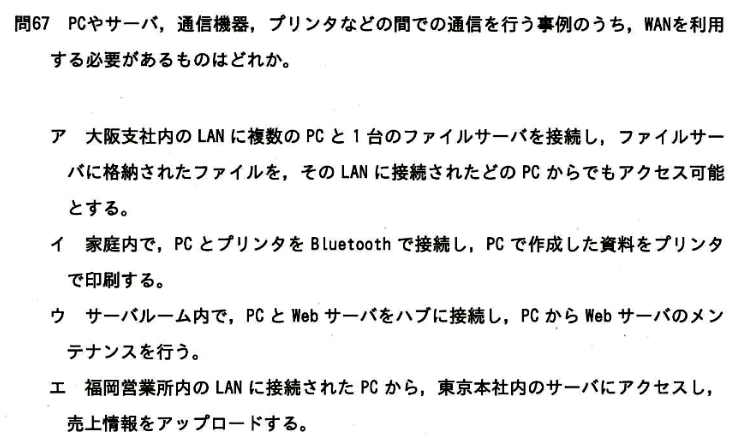 問67 PCやサーバ，通信機器，プリンタなどの間での通信を行う事例のうち，WANを利用
する必要があるものはどれか。
ア 大阪支社内の LAN に複数の PC と 1 台のファイルサーバを接続し，ファイルサー
バに格納されたファイルを，その LAN に接続されたどの PC からでもアクセス可能
とする。
イ 家庭内で，PC とプリンタを Bluetooth で接続し，PC で作成した資料をプリンタ
で印刷する。
ウ サーバルーム内で，PC と Web サーバをハブに接続し，PC から Web サーバのメン
テナンスを行う。
エ 福岡営業所内の LAN に接続された PC から，東京本社内のサーバにアクセスし，
売上情報をアップロードする。